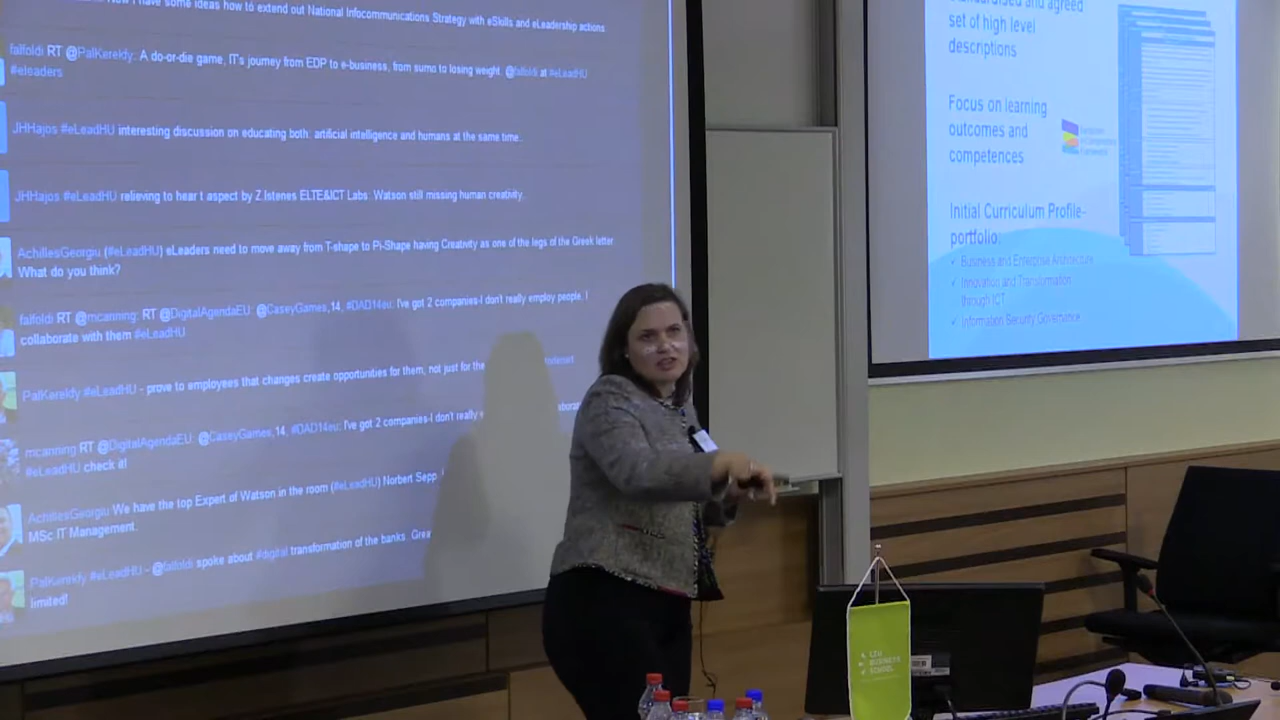 have some ideas how to extend out National Infocommunications Strategy with eSkills and eLeadership actions
falfoldi RT @PalKerekfy: A do-or-die game, IT's journey from EDP to e-business, from sumo to losing weight. @falfoldi at #eLeadHU
#eleaders
JHHajos #eLeadHU interesting discussion on educating both: artificial intelligence and humans at the same time...
JHHajos #eLeadHU relieving to hear t aspect by Z.Istenes ELTE&ICT Labs: Watson still missing human creativity.
AchillesGeorgiu (#eLeadHU) eLeaders need to move away from T-shape to Pi-Shape having Creativity as one of the legs of the Greek letter
What do you think?
falfoldi RT @mcanning: RT @DigitalAgendaEU: @CaseyGames,14, #DAD14eu: I've got 2 companies-I don't really employ people, I
collaborate with them #eLeadHU
PalKerekfy #eLeadHU - prove to employees that changes create opportunities for them, not just for the
mcanning RT @DigitalAgendaEU: @CaseyGames,14, #DAD14eu: I've got 2 companies-I don't really
#eLeadHU check it!
AchillesGeorgiu We have the top Expert of Watson in the room (#eLeadHU) Norbert Sepp
MSc IT Management.
PalKerekfy #eLeadHU - @falfoldi spoke about #digital transformation of the banks. Grea
limited!
Standardised and agreed
set of high level
descriptions
Focus on learning
outcomes and
competences
Initial Curriculum Profile-
portfolio:
✓ Business and Enterprise Architecture
✓ Innovation and Transformation
through ICT
✓ Information Security Governance
BUSINESS
SCHOOL